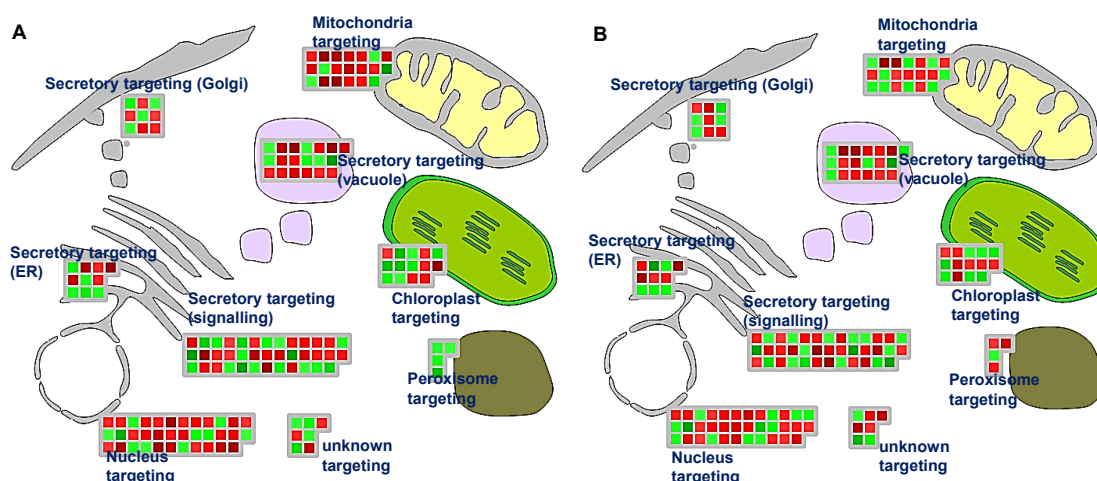 A
Mitochondria
targeting
Secretory targeting (Golgi)
Secretory targeting
(vacuole)
Secretory targeting
(ER)
Secretory targeting
(signalling)
Chloroplast
targeting
Peroxisome
targeting
Nucleus
targeting
unknown
targeting
B
Mitochondria
targeting
Secretory targeting (Golgi)
Secretory targeting
(vacuole)
Secretory targeting
(ER)
Secretory targeting
(signalling)
Chloroplast
targeting
Peroxisome
targeting
Nucleus
targeting
unknown
targeting